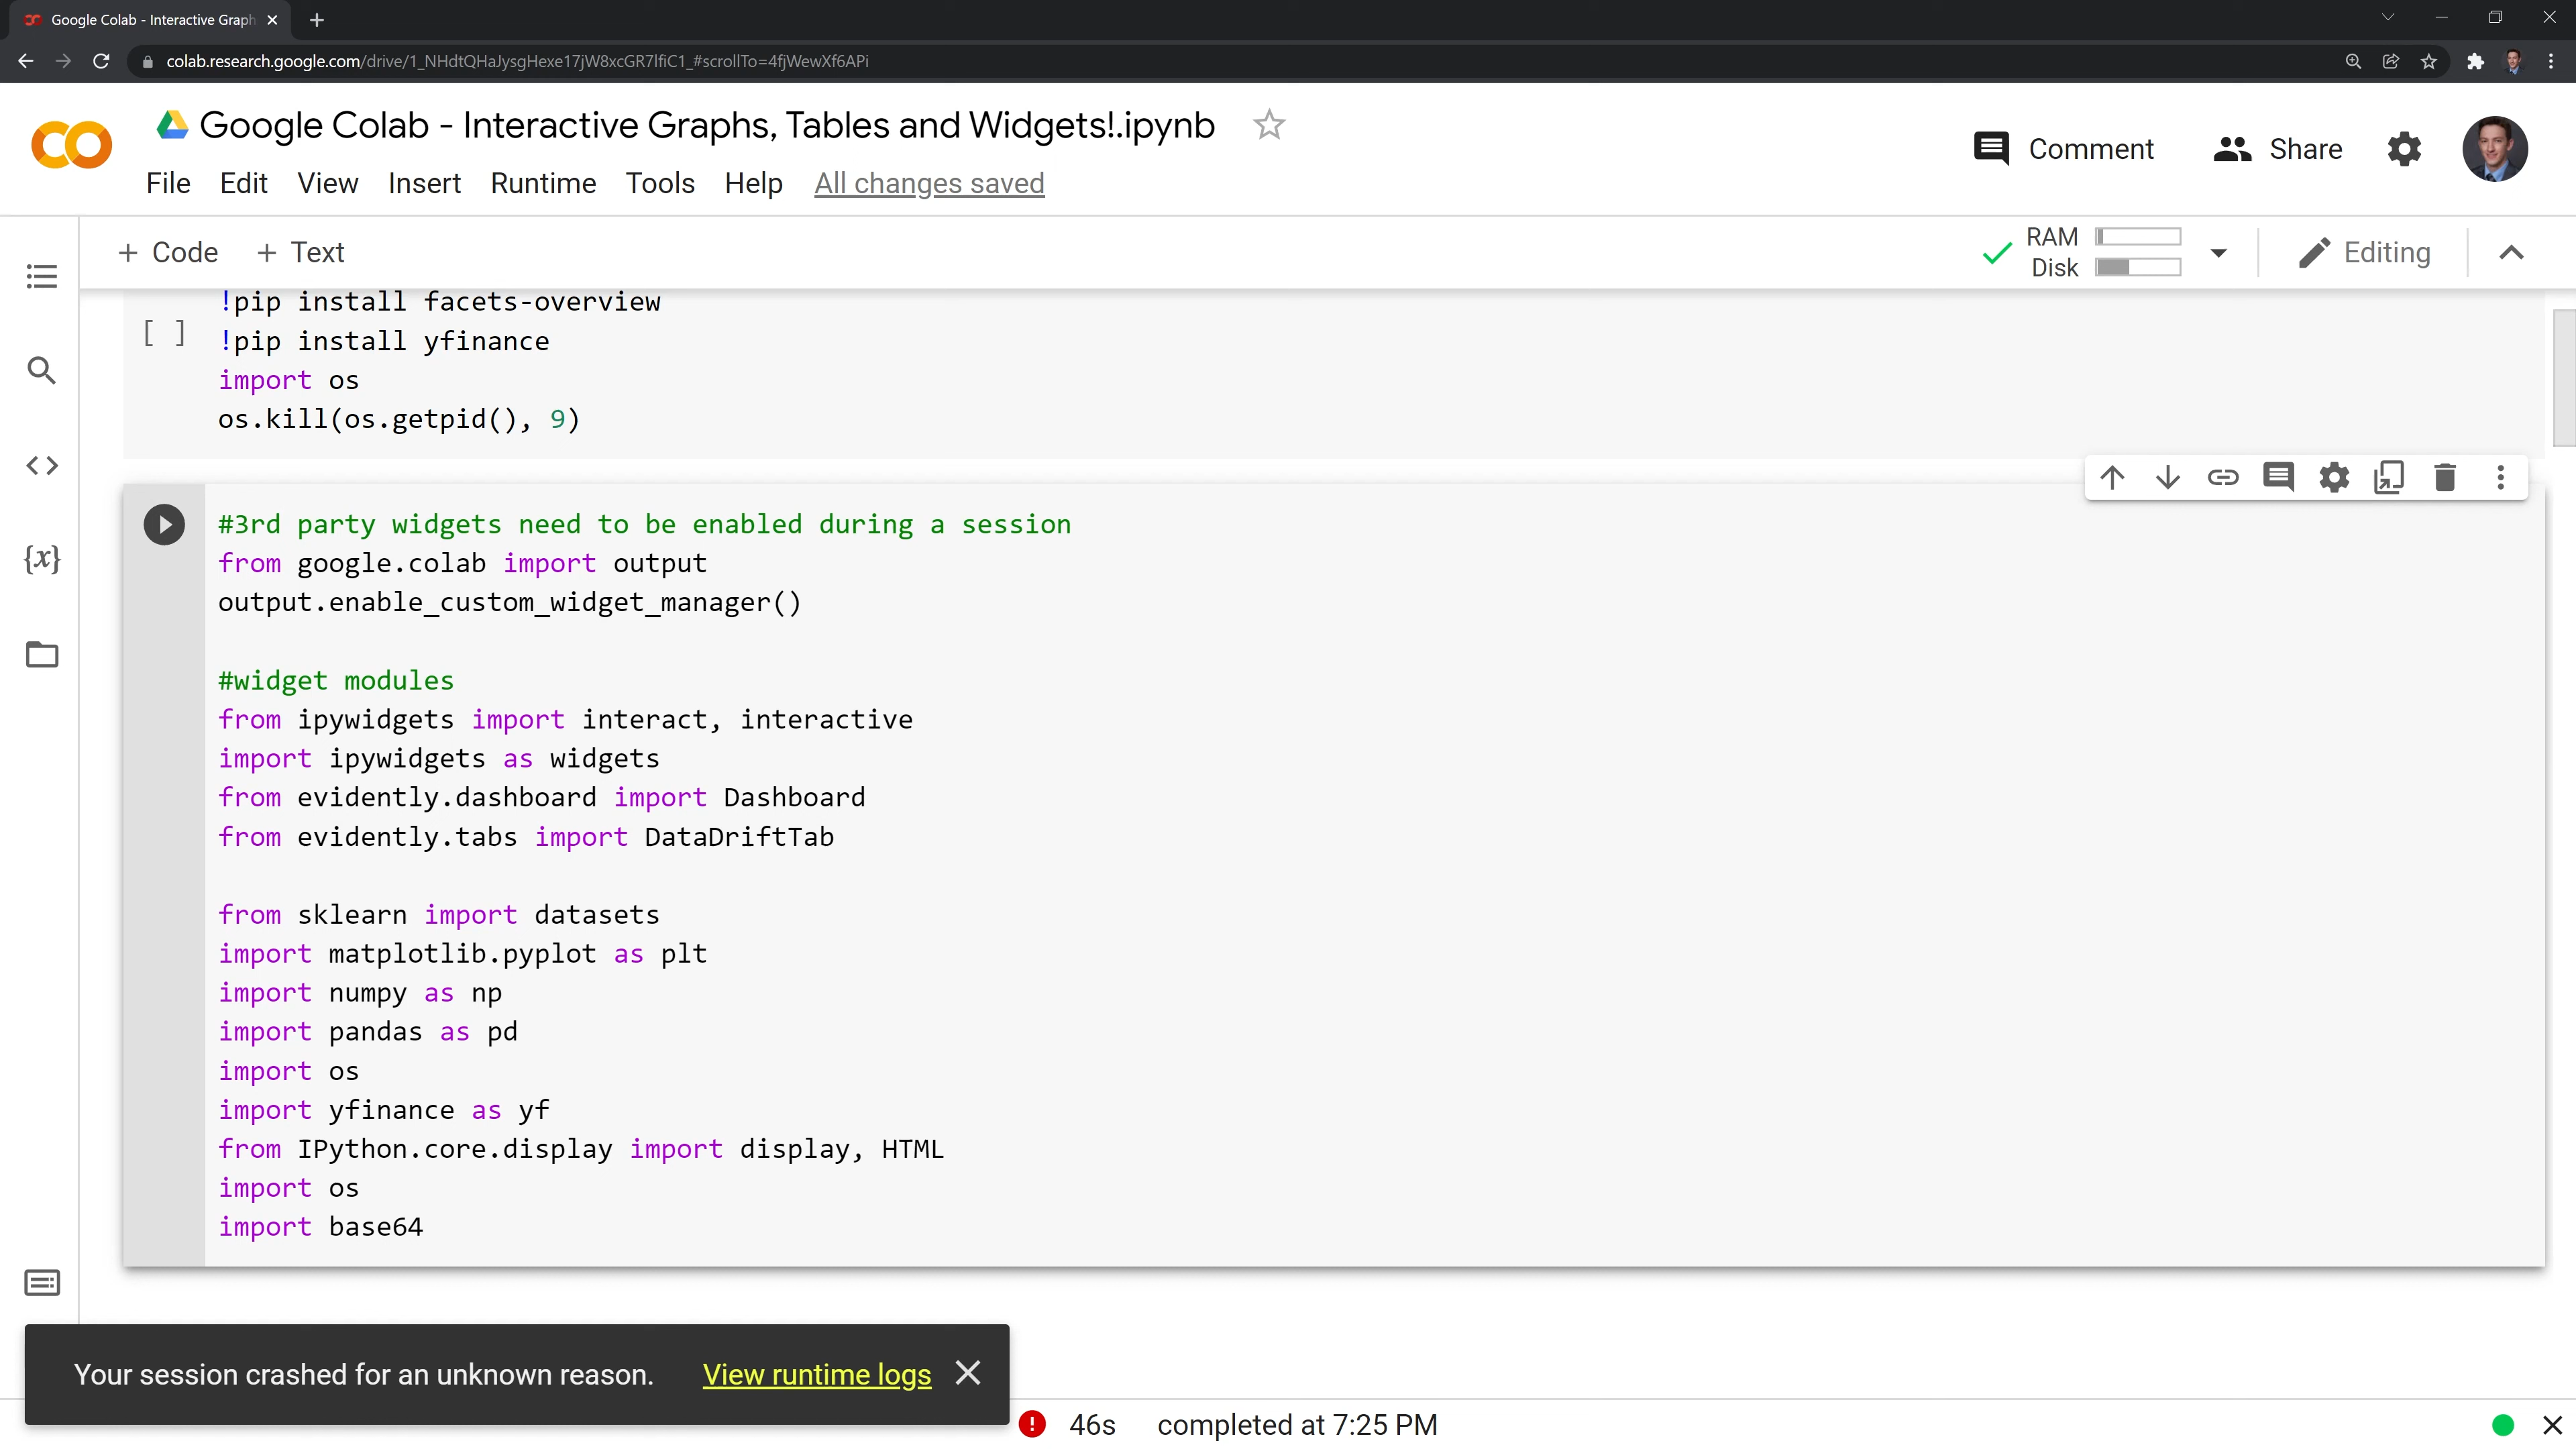 Google Colab - Interactive Graph
colab.research.google.com/drive/1_NHdtQHaJysgHexe17jW8xcGR7lfiC1_#scrollTo=4fjWewXf6APi
Google Colab - Interactive Graphs, Tables and Widgets!.ipynb
Comment
Share
File Edit View Insert Runtime Tools Help All changes saved
+ Code + Text
RAM
Disk
Editing
!pip install facets-overview
[ ] !pip install yfinance
import os
os.kill(os.getpid(), 9)
#3rd party widgets need to be enabled during a session
from google.colab import output
output.enable_custom_widget_manager()
#widget modules
from ipywidgets import interact, interactive
import ipywidgets as widgets
from evidently.dashboard import Dashboard
from evidently.tabs import DataDriftTab
from sklearn import datasets
import matplotlib.pyplot as plt
import numpy as np
import pandas as pd
import os
import yfinance as yf
from IPython.core.display import display, HTML
import os
import base64
{x}
Your session crashed for an unknown reason. View runtime logs
46s completed at 7:25 PM